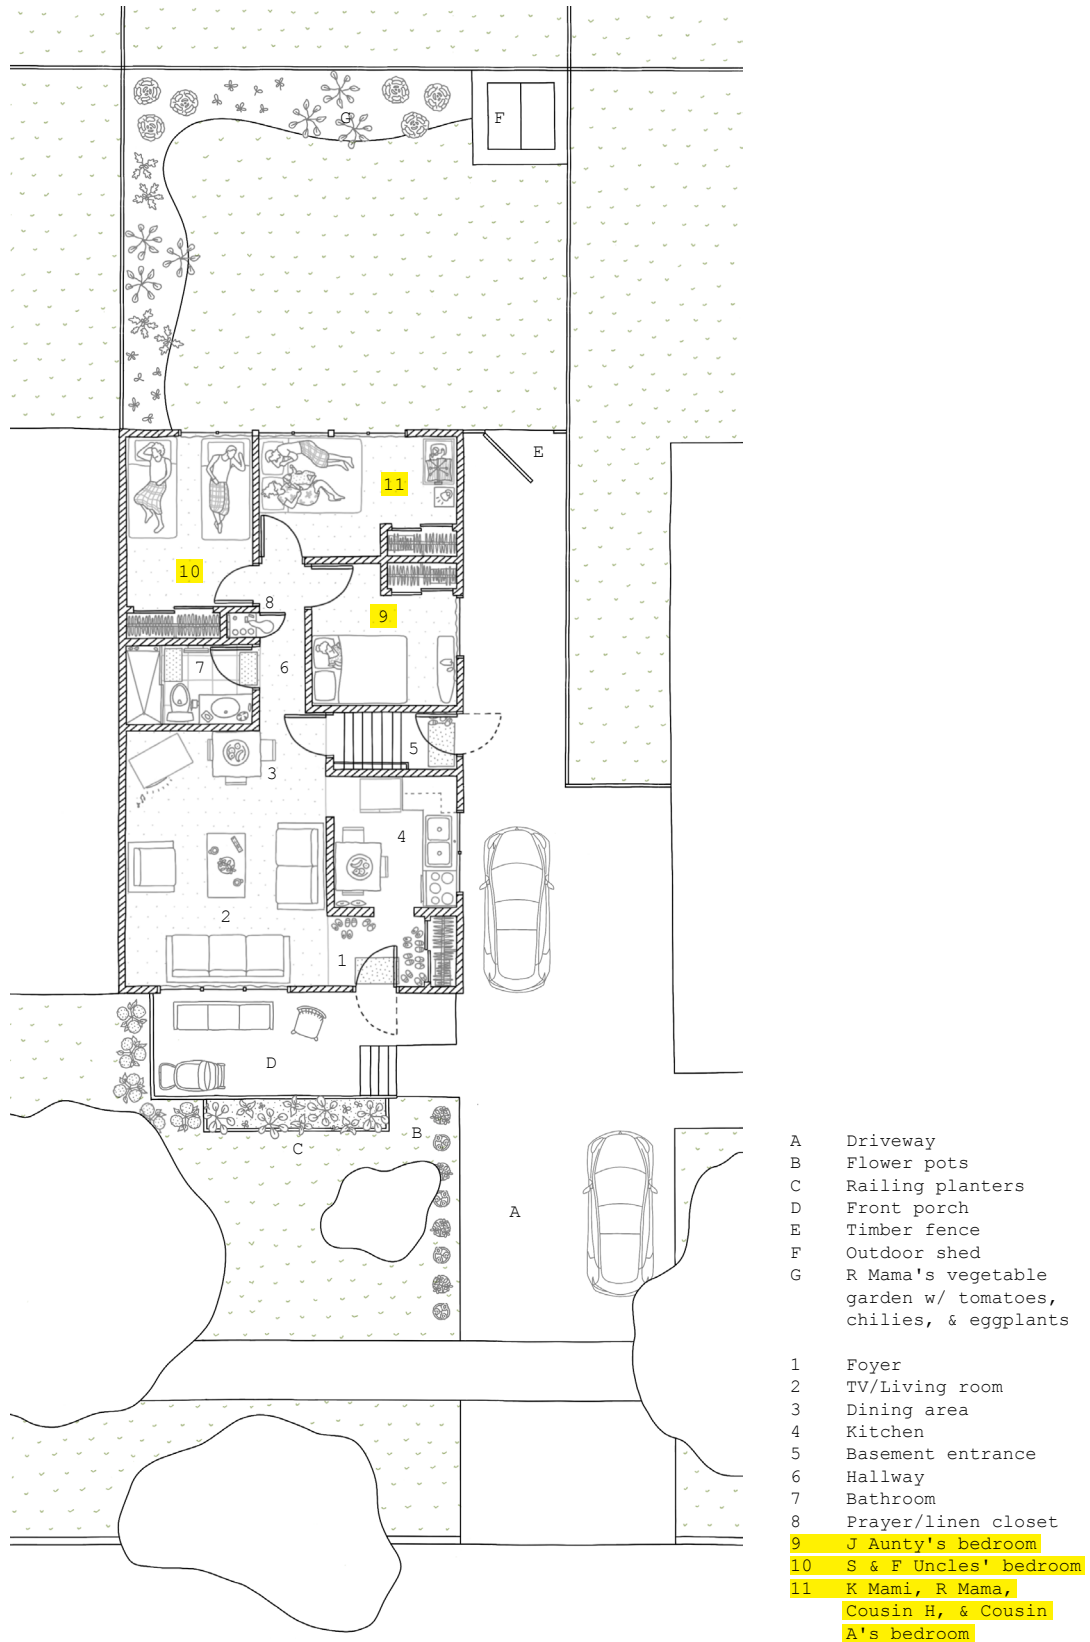 G
F
E
11
10
8
9
7
6
5
3
4
2
1
D
B
C
A
A Driveway
B Flower pots
C Railing planters
D Front porch
E Timber fence
F Outdoor shed
G R Mama's vegetable
garden w/ tomatoes,
chilies, & eggplants
1 Foyer
2 TV/Living room
3 Dining area
4 Kitchen
5 Basement entrance
6 Hallway
7 Bathroom
8 Prayer/linen closet
9 J Aunty's bedroom
10 S & F Uncles' bedroom
11 K Mami, R Mama,
Cousin H, & Cousin
A's bedroom